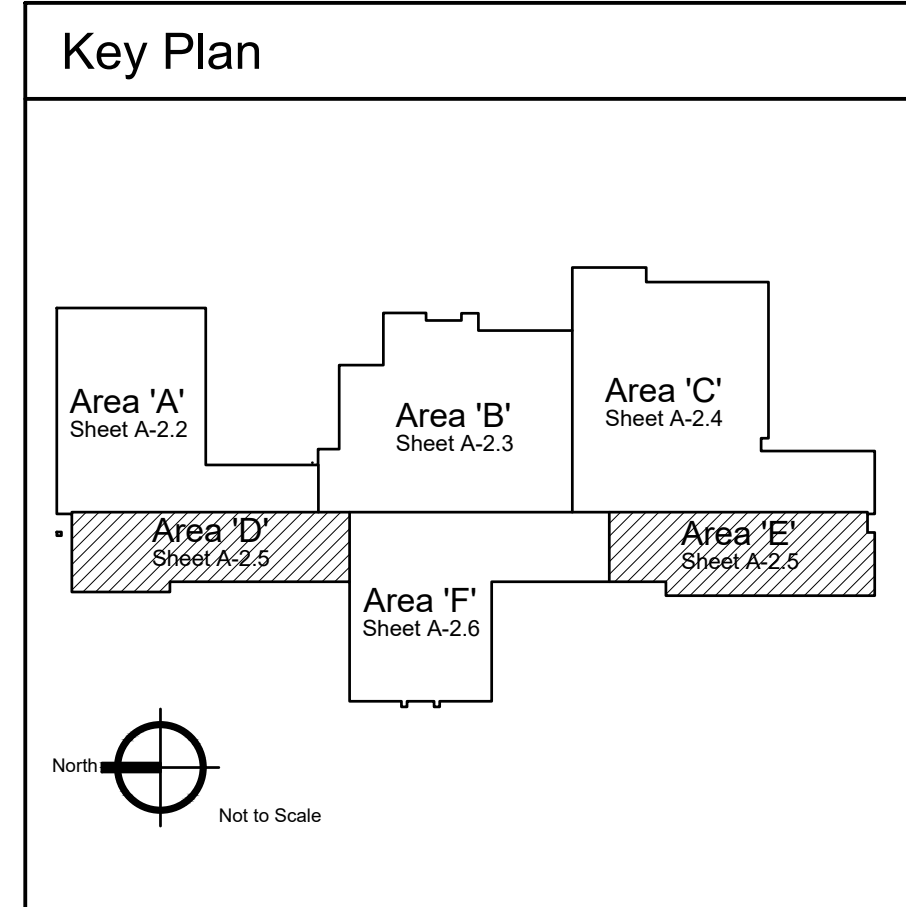 Key Plan
Area 'A'
Sheet A-2.2
Area 'B'
Sheet A-2.3
Area 'C'
Sheet A-2.4
Area 'D'
Sheet A-2.5
Area 'E'
Sheet A-2.5
Area 'F'
Sheet A-2.6
North
Not to Scale